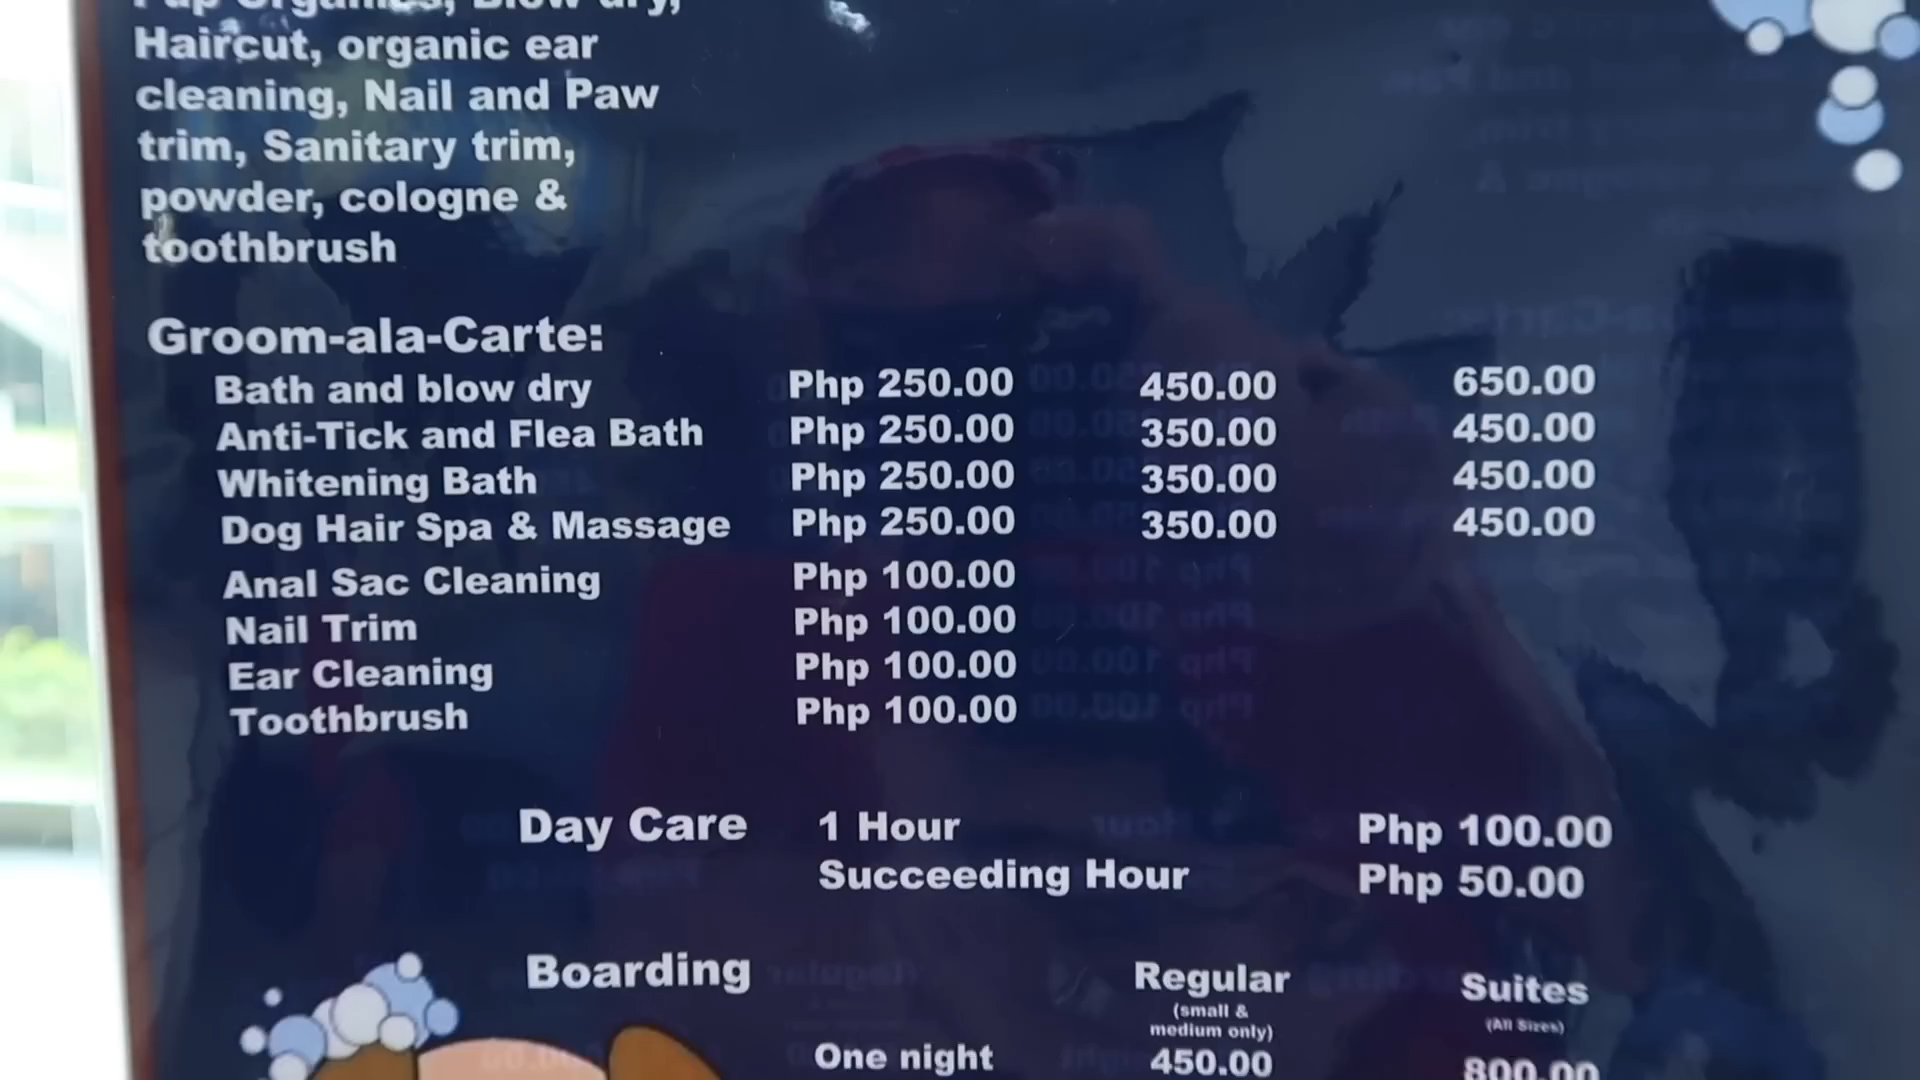 Haircut, organic ear
cleaning, Nail and Paw
trim, Sanitary trim,
powder, cologne &
toothbrush
Groom-ala-Carte:
Bath and blow dry Php 250.00 450.00 650.00
Anti-Tick and Flea Bath Php 250.00 350.00 450.00
Whitening Bath Php 250.00 350.00 450.00
Dog Hair Spa & Massage Php 250.00 350.00 450.00
Anal Sac Cleaning Php 100.00
Nail Trim Php 100.00
Ear Cleaning Php 100.00
Toothbrush Php 100.00
Day Care 1 Hour Php 100.00
Succeeding Hour Php 50.00
Boarding Regular Suites
(small & (All Sizes)
medium only)
One night 450.00 800.00